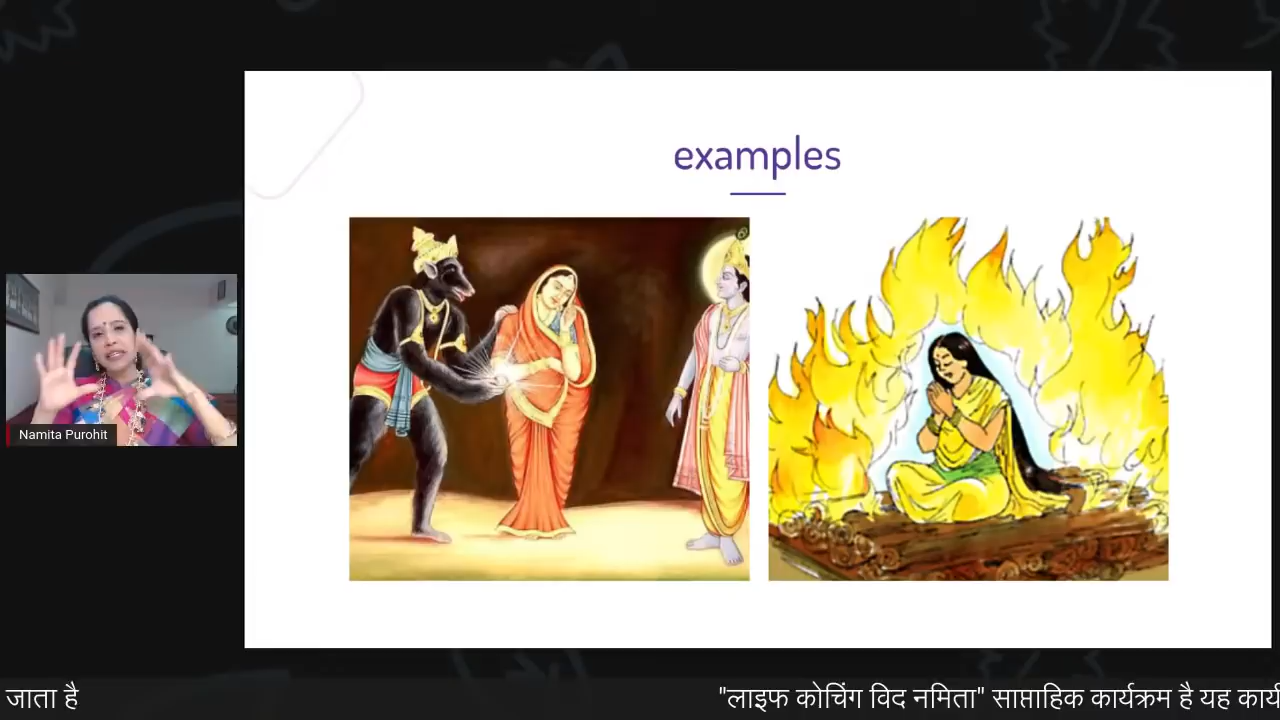 examples
Namita Purohit
जाता है
"लाइफ कोचिंग विद नमिता" साप्ताहिक कार्यक्रम है यह